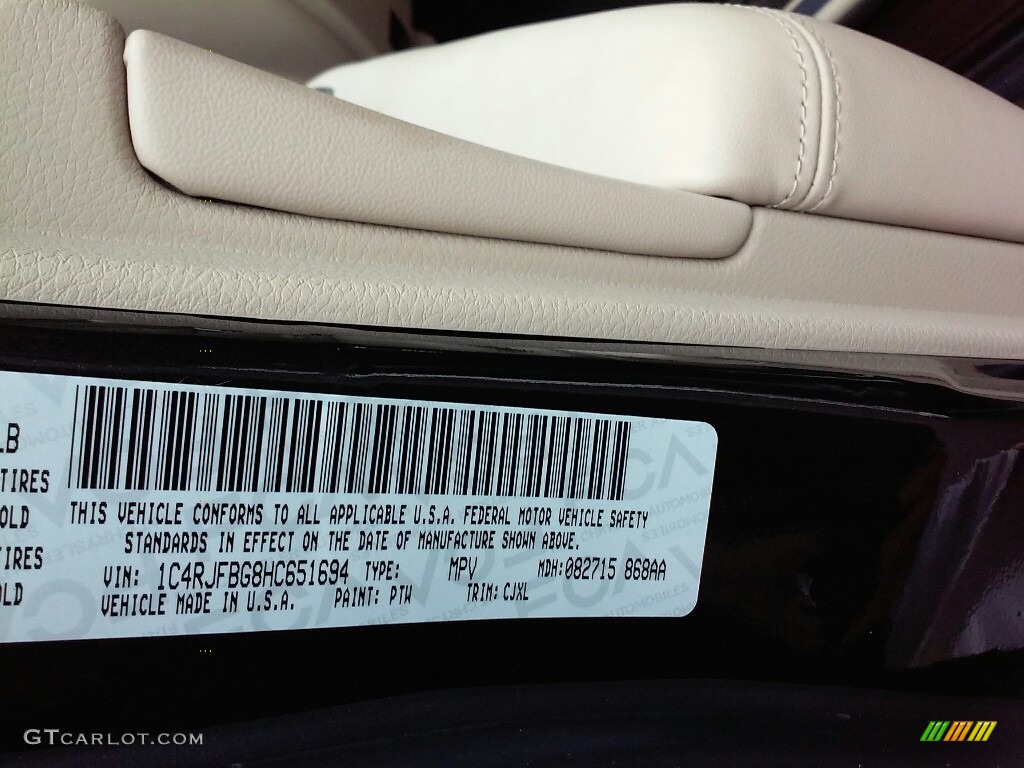 LB
TIRES
OLD
TIRES
OLD
THIS VEHICLE CONFORMS TO ALL APPLICABLE U.S.A. FEDERAL MOTOR VEHICLE SAFETY
STANDARDS IN EFFECT ON THE DATE OF MANUFACTURE SHOWN ABOVE.
VIN: 1C4RJFBG8HC651694 TYPE: MPV MDH:082715 868AA
VEHICLE MADE IN U.S.A. PAINT: PTW TRIM: CJXL
GTCARLOT.COM